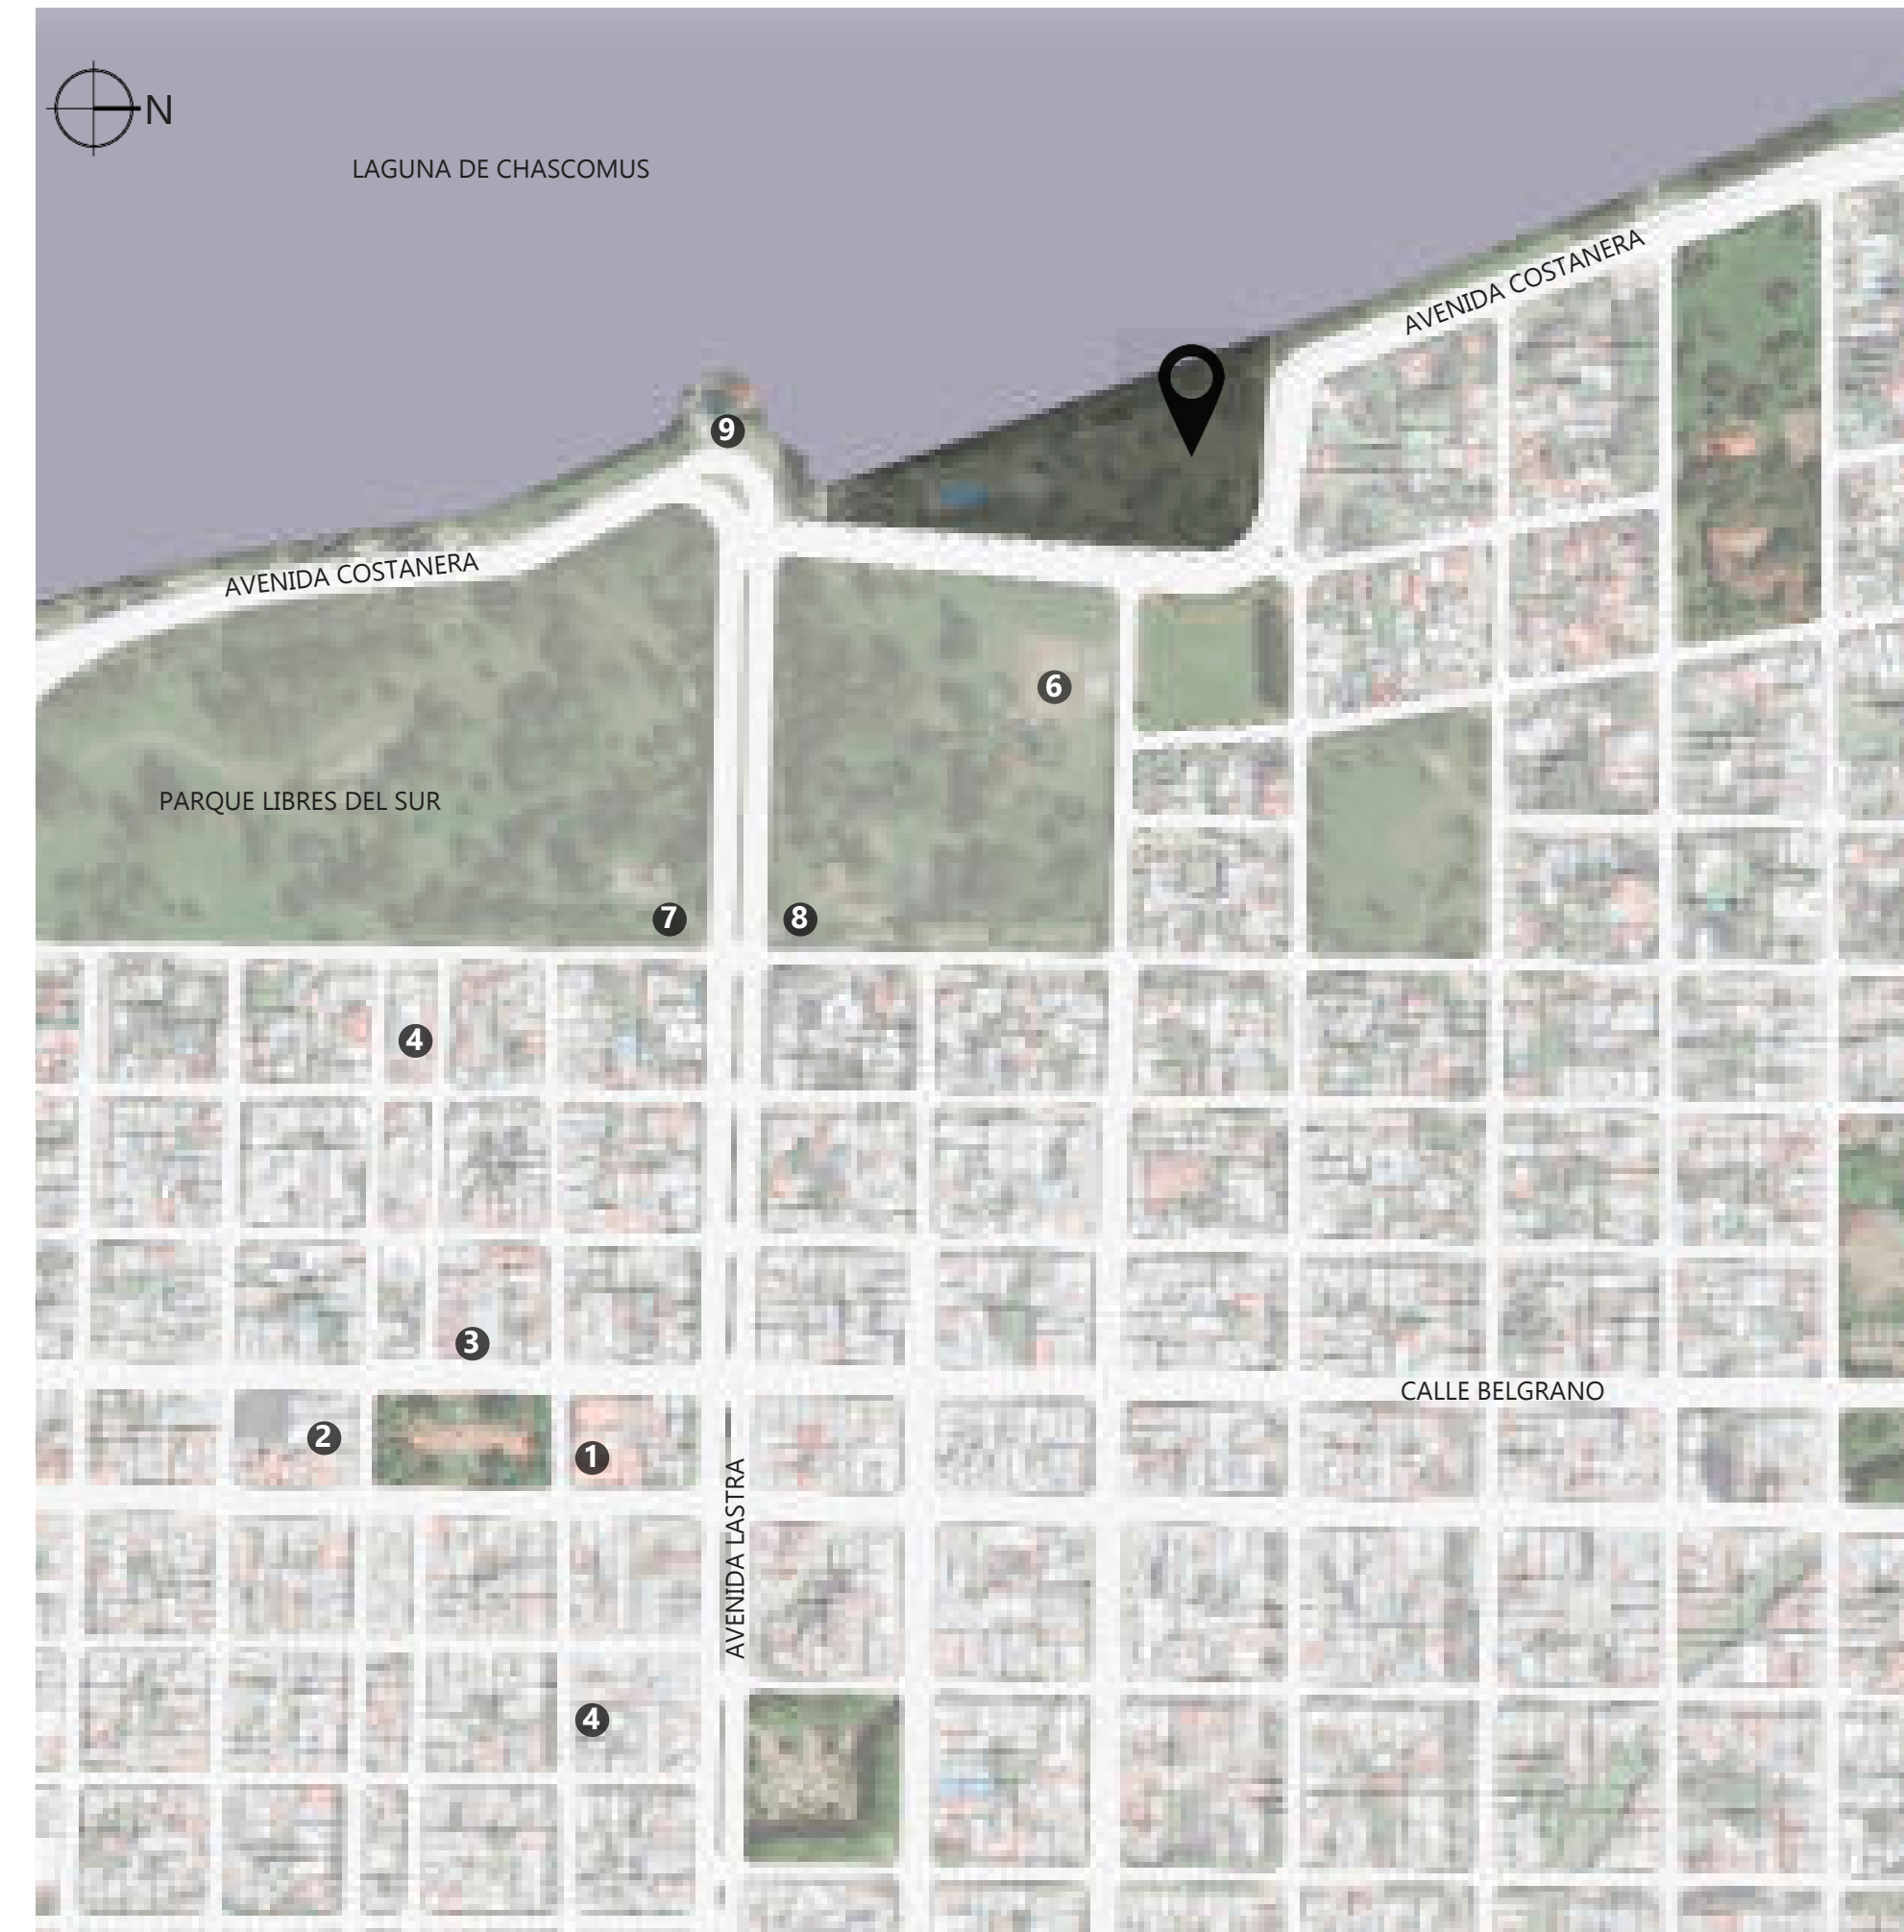 N
LAGUNA DE CHASCOMUS
AVENIDA COSTANERA
9
AVENIDA COSTANERA
6
PARQUE LIBRES DEL SUR
7
8
4
3
CALLE BELGRANO
2
1
AVENIDA LASTRA
4